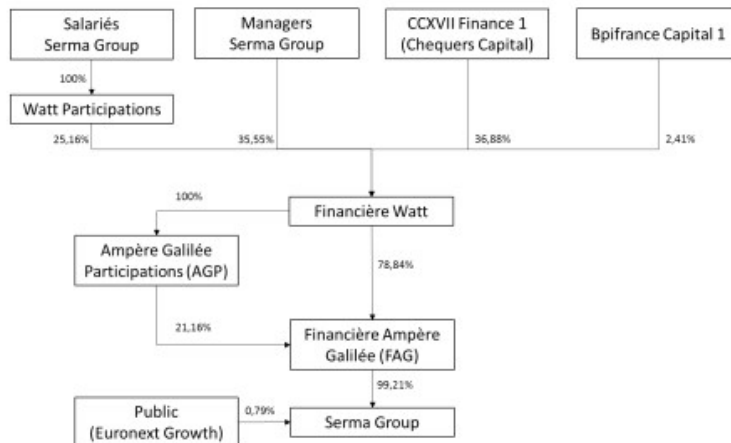 Salariés
Serma Group
Managers
Serma Group
CCXVII Finance 1
(Chequers Capital)
Bpifrance Capital 1
100%
Watt Participations
25,16%
35,55%
36,88%
2,41%
100%
Financière Watt
Ampère Galilée
Participations (AGP)
78,84%
21,16%
Financière Ampère
Galilée (FAG)
99,21%
Public
(Euronext Growth)
0,79%
Serma Group